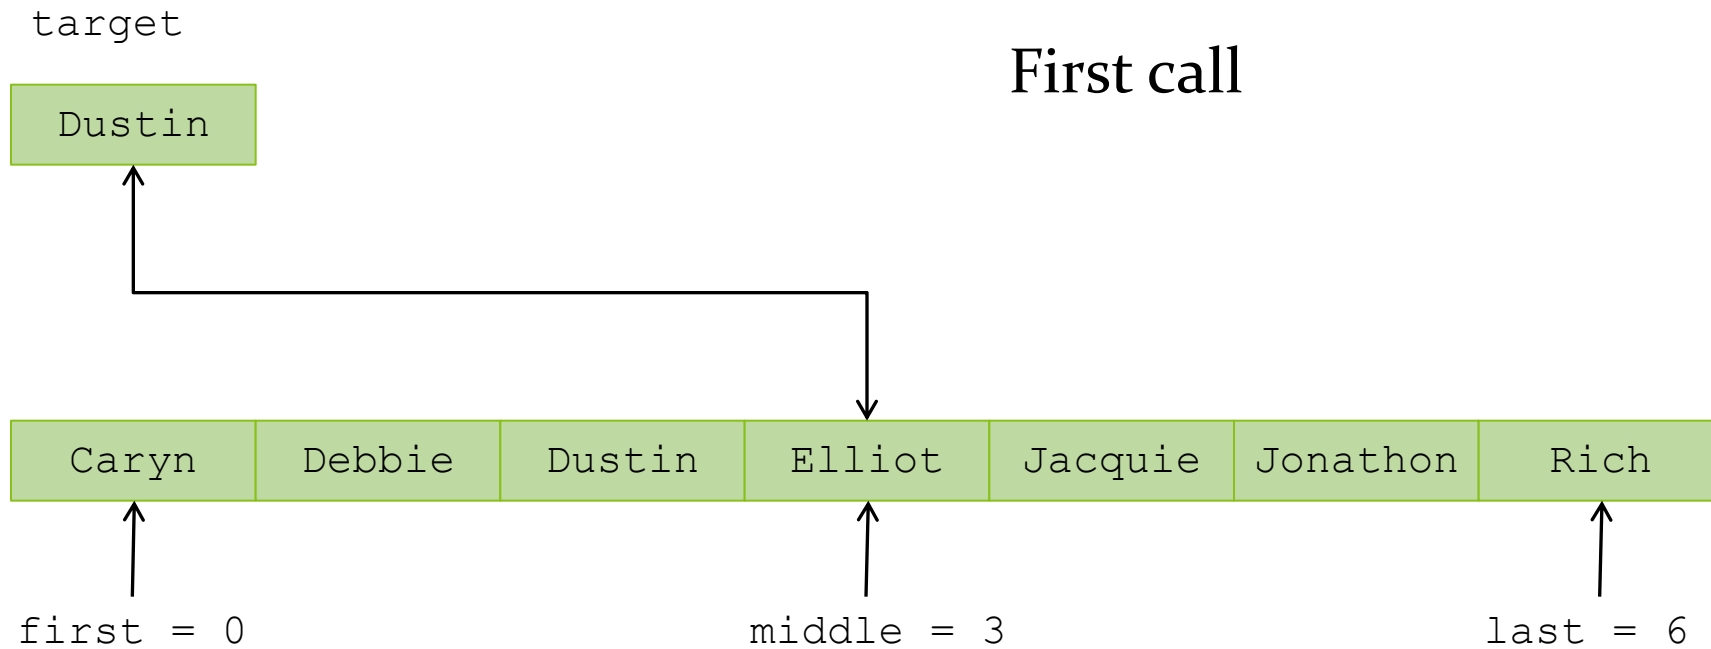 target
First call
Dustin
Caryn Debbie Dustin Elliot Jacquie Jonathon Rich
first = 0 middle = 3 last = 6